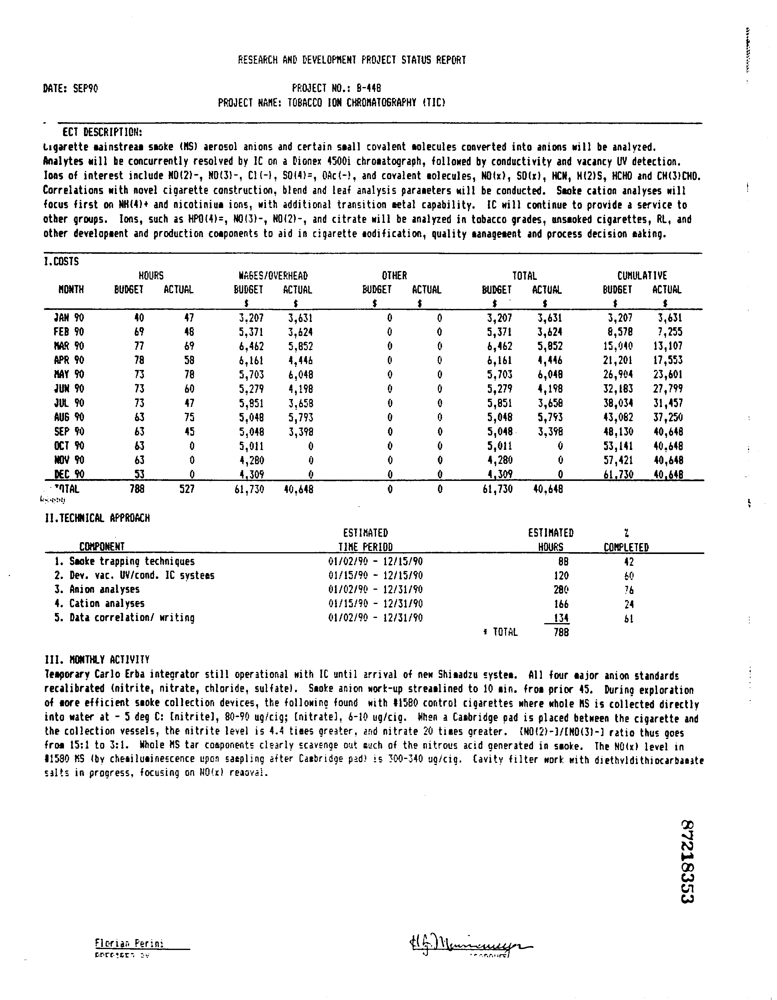 RESEARCH AND DEVELOPMENT PROJECT STATUS REPORT
DATE: SEP90 PROJECT NO.: B-44B
PROJECT NAME: TOBACCO ION CHROMATOGRAPHY (TIC)
ECT DESCRIPTION:
Cigarette mainstream smoke (MS) aerosol anions and certain small covalent molecules converted into anions will be analyzed.
Analytes will be concurrently resolved by IC on a Dionex 4500i chromatograph, followed by conductivity and vacancy UV detection.
Ions of interest include NO(2)-, NO(3)-, Cl(-), SO(4)=, OAc(-), and covalent molecules, NO(x), SO(x), HCN, H(2)S, HCHO and CH(3)CHO.
Correlations with novel cigarette construction, blend and leaf analysis parameters will be conducted. Smoke cation analyses will
focus first on NH(4)+ and nicotinium ions, with additional transition metal capability. IC will continue to provide a service to
other groups. Ions, such as HPO(4)=, NO(3)-, NO(2)-, and citrate will be analyzed in tobacco grades, unsmoked cigarettes, RL, and
other development and production components to aid in cigarette modification, quality management and process decision making.
I.COSTS
HOURS WAGES/OVERHEAD OTHER TOTAL CUMULATIVE
MONTH BUDGET ACTUAL BUDGET ACTUAL BUDGET ACTUAL BUDGET ACTUAL BUDGET ACTUAL
$ $ $ $ $ $ $ $
JAN 90 40 47 3,207 3,631 0 0 3,207 3,631 3,207 3,631
FEB 90 69 48 5,371 3,624 0 0 5,371 3,624 8,578 7,255
MAR 90 77 69 6,462 5,852 0 0 6,462 5,852 15,040 13,107
APR 90 78 58 6,161 4,446 0 0 6,161 4,446 21,201 17,553
MAY 90 73 78 5,703 6,048 0 0 5,703 6,048 26,904 23,601
JUN 90 73 60 5,279 4,198 0 0 5,279 4,198 32,183 27,799
JUL 90 73 47 5,851 3,658 0 0 5,851 3,658 38,034 31,457
AUG 90 63 75 5,048 5,793 0 0 5,048 5,793 43,082 37,250
SEP 90 63 45 5,048 3,398 0 0 5,048 3,398 48,130 40,648
OCT 90 63 0 5,011 0 0 0 5,011 0 53,141 40,648
NOV 90 63 0 4,280 0 0 0 4,280 0 57,421 40,648
DEC 90 53 0 4,309 0 0 0 4,309 0 61,730 40,648
TOTAL 788 527 61,730 40,648 0 0 61,730 40,648
II.TECHNICAL APPROACH
ESTIMATED ESTIMATED %
COMPONENT TIME PERIOD HOURS COMPLETED
1. Smoke trapping techniques 01/02/90 - 12/15/90 88 42
2. Dev. vac. UV/cond. IC systems 01/15/90 - 12/15/90 120 60
3. Anion analyses 01/02/90 - 12/31/90 280 76
4. Cation analyses 01/15/90 - 12/31/90 166 24
5. Data correlation/ writing 01/02/90 - 12/31/90 134 61
* TOTAL 788
III. MONTHLY ACTIVITY
Temporary Carlo Erba integrator still operational with IC until arrival of new Shimadzu system. All four major anion standards
recalibrated (nitrite, nitrate, chloride, sulfate). Smoke anion work-up streamlined to 10 min. from prior 45. During exploration
of more efficient smoke collection devices, the following found with #1580 control cigarettes where whole MS is collected directly
into water at - 5 deg C: [nitrite], 80-90 ug/cig; [nitrate], 6-10 ug/cig. When a Cambridge pad is placed between the cigarette and
the collection vessels, the nitrite level is 4.4 times greater, and nitrate 20 times greater. [NO(2)-]/[NO(3)-] ratio thus goes
from 15:1 to 3:1. Whole MS tar components clearly scavenge out much of the nitrous acid generated in smoke. The NO(x) level in
#1580 MS (by chemiluminescence upon sampling after Cambridge pad) is 300-340 ug/cig. Cavity filter work with diethyldithiocarbamate
salts in progress, focusing on NO(x) removal.
87218353
Florian Perini
PREPARED BY